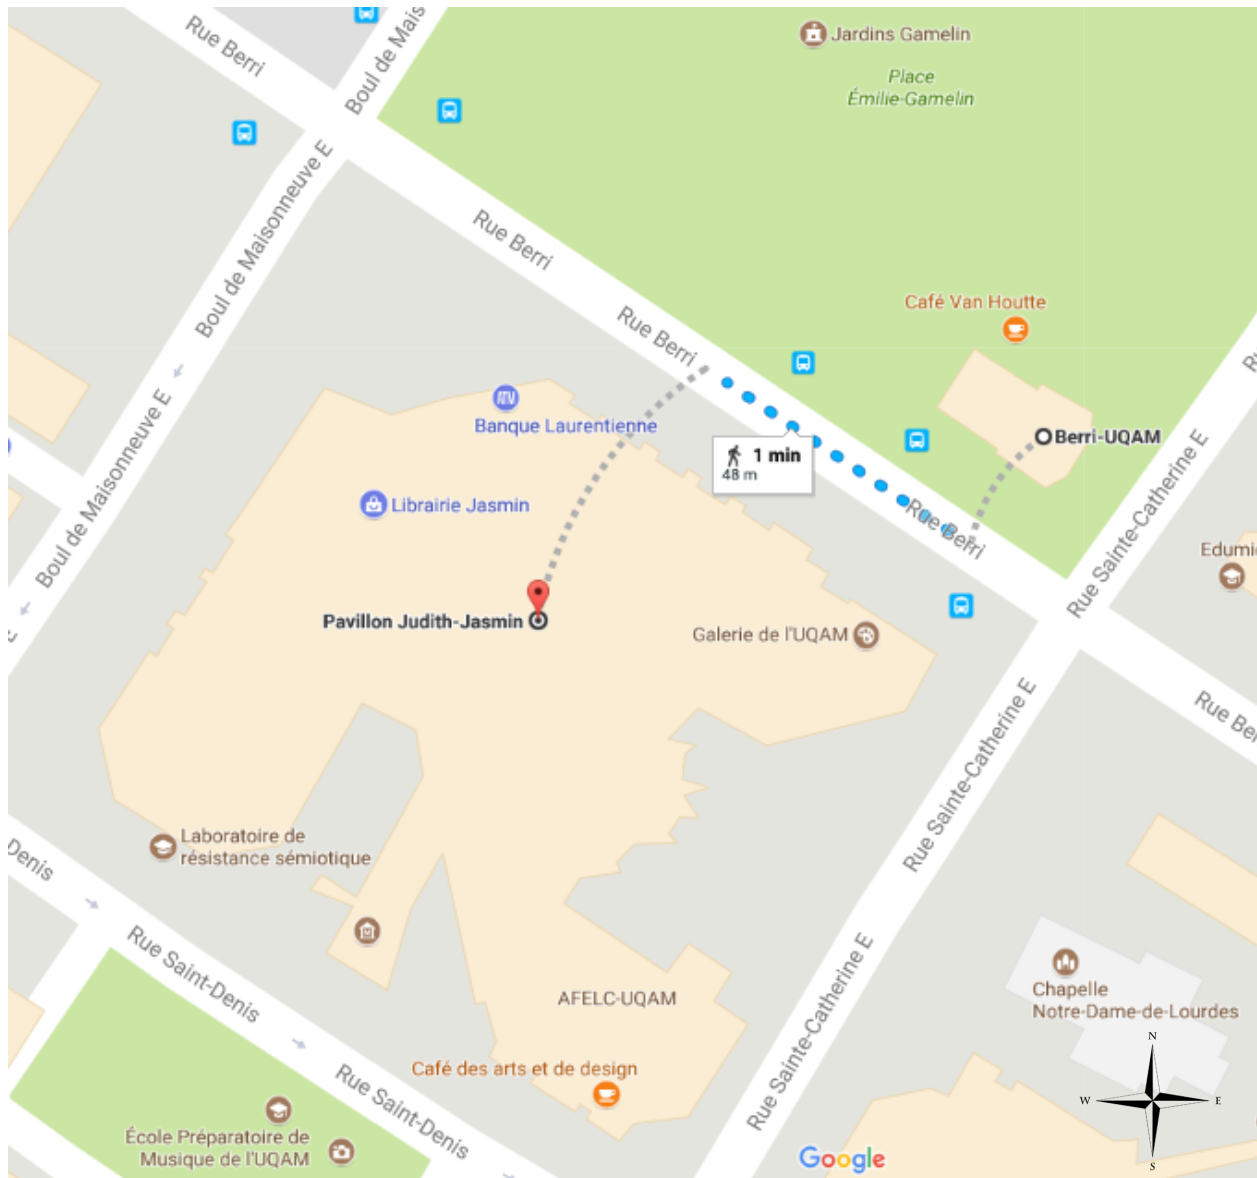 Rue Berri
Boul de Mais
Jardins Gamelin
Place
Émilie-Gamelin
Boul de Maisonneuve E
Rue Berri
Rue Berri
Café Van Houtte
Banque Laurentienne
ATM
1 min
48 m
Berri-UQAM
Rue Sainte-Catherine E
Boul de Maisonneuve E
Librairie Jasmin
Rue Berri
Edumi
Pavillon Judith-Jasmin
Galerie de l'UQAM
Rue Sainte-Catherine E
Rue Ber
Laboratoire de
résistance sémiotique
Denis
Rue Saint-Denis
Rue Sainte-Catherine E
AFELC-UQAM
Chapelle
Notre-Dame-de-Lourdes
Café des arts et de design
Rue Saint-Denis
École Préparatoire de
Musique de l'UQAM
Google
N
W
E
S